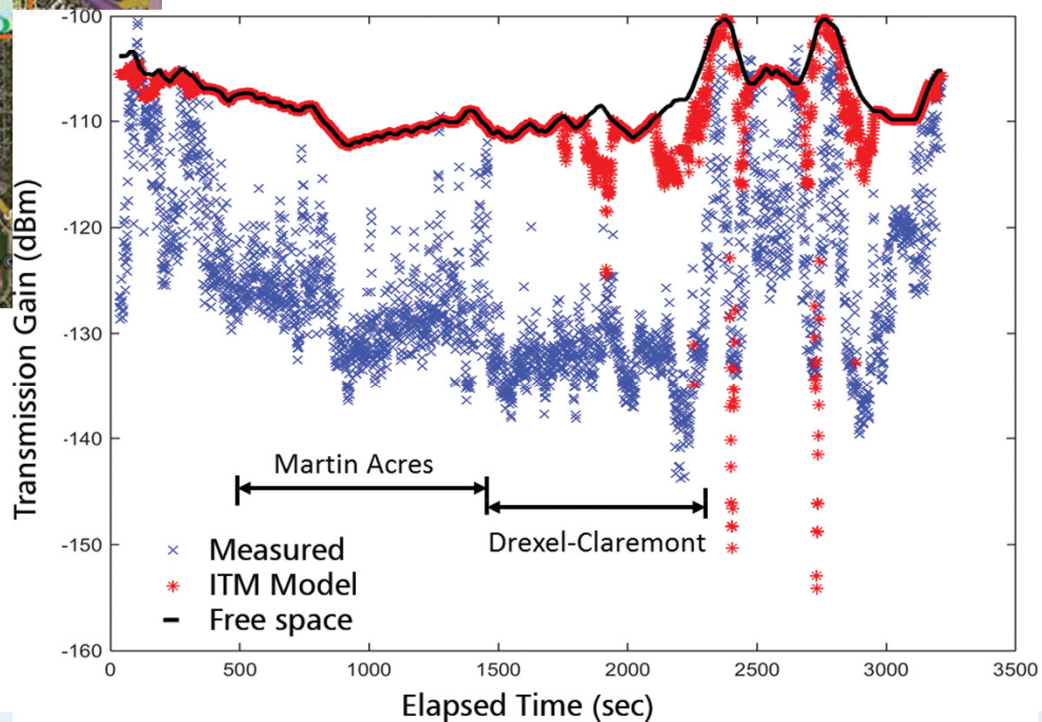 -100
-110
-120
-130
-140
-150
-160
Transmission Gain (dBm)
Martin Acres
Drexel-Claremont
Measured
ITM Model
Free space
0 500 1000 1500 2000 2500 3000 3500
Elapsed Time (sec)